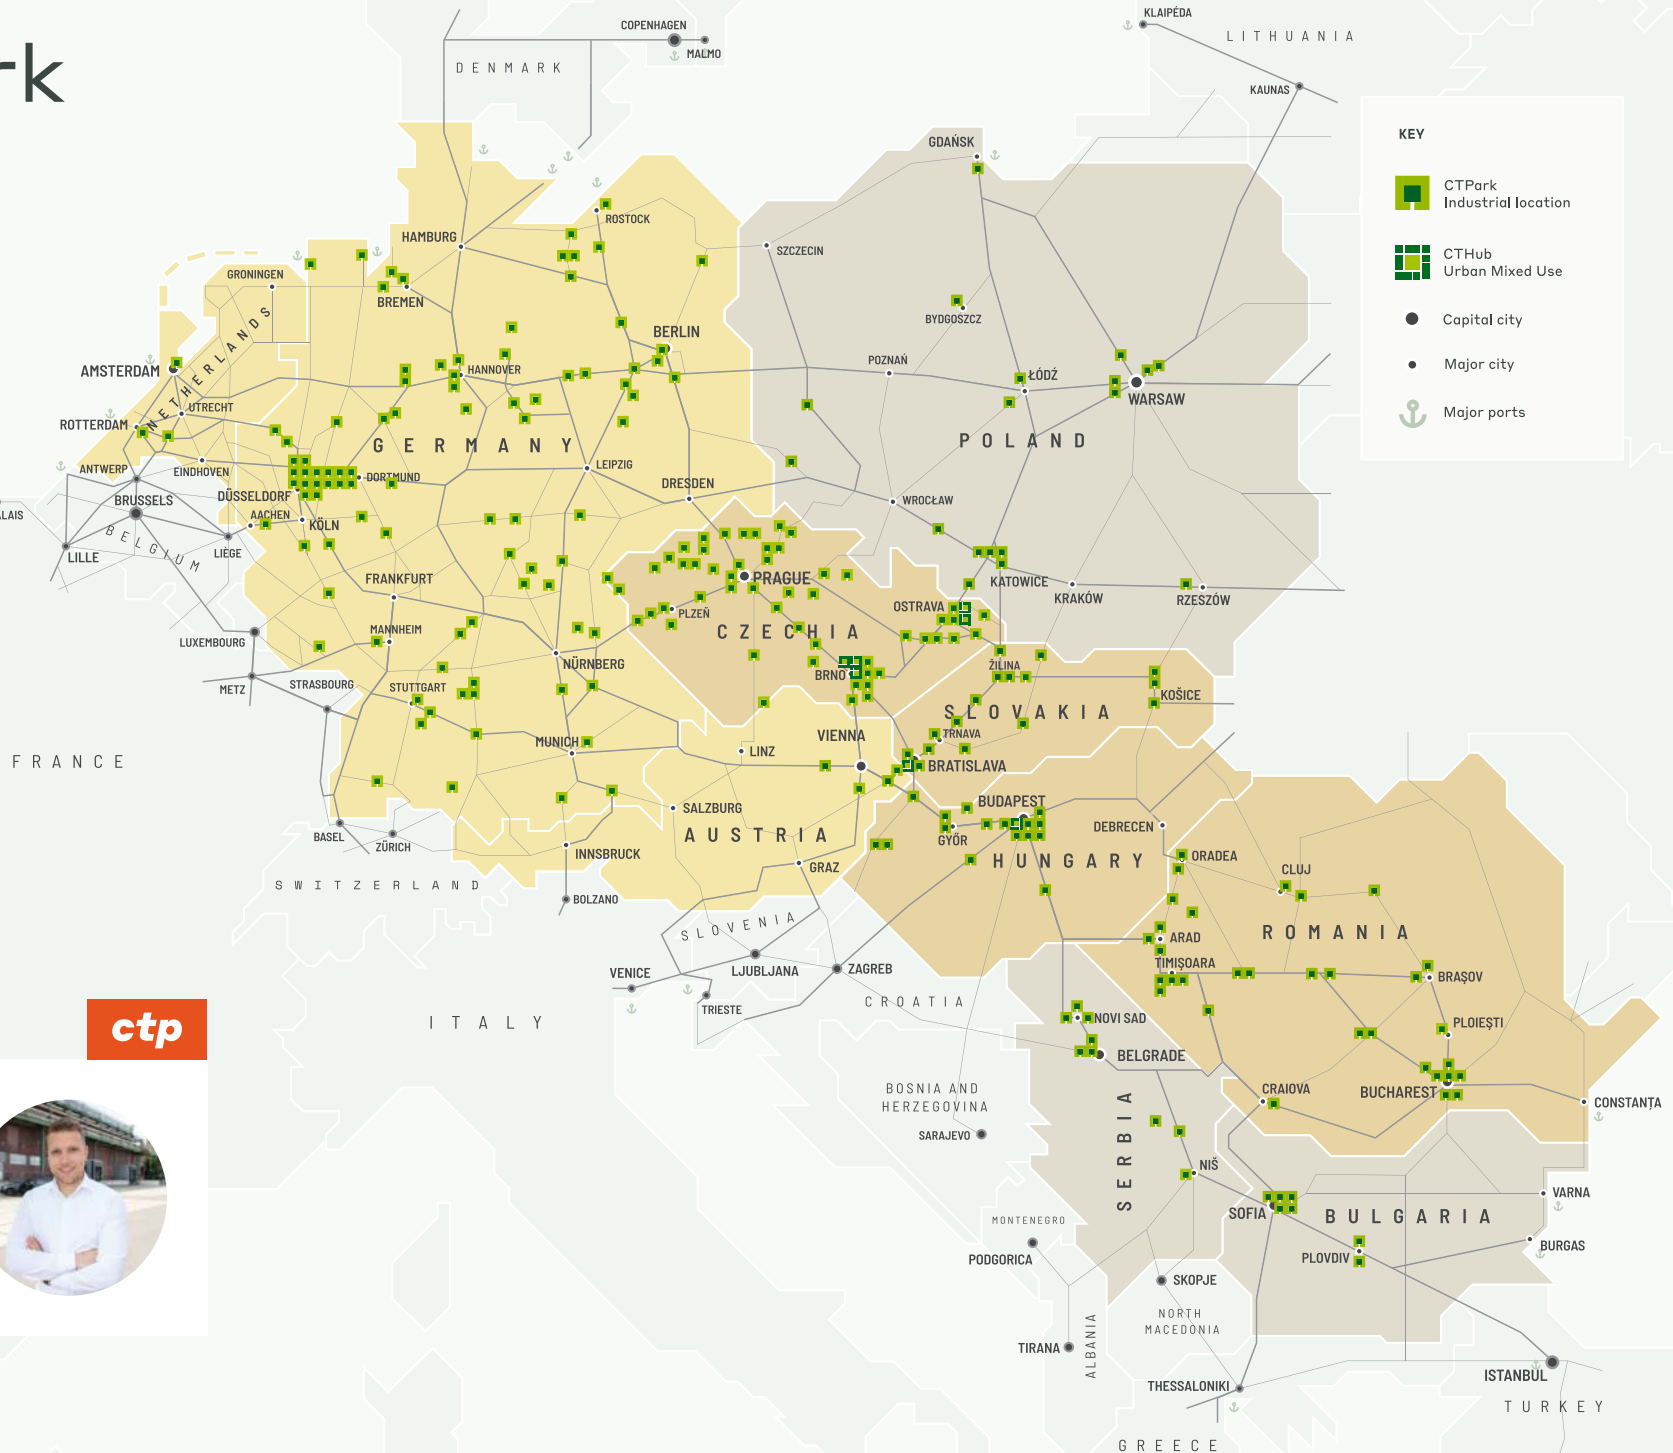 rk
KLAIPÉDA
LITHUANIA
COPENHAGEN
MALMO
DENMARK
KAUNAS
KEY
CTPark
Industrial location
CTHub
Urban Mixed Use
Capital city
Major city
Major ports
GDAŃSK
ROSTOCK
HAMBURG
SZCZECIN
GRONINGEN
BREMEN
BYDGOSZCZ
NETHERLANDS
BERLIN
AMSTERDAM
HANNOVER
POZNAŃ
ŁÓDŹ
WARSAW
UTRECHT
ROTTERDAM
GERMANY
POLAND
ANTWERP
EINDHOVEN
DORTMUND
LEIPZIG
DRESDEN
BRUSSELS
DÜSSELDORF
WROCŁAW
LAIS
AACHEN
KÖLN
BELGIUM
LILLE
LIÈGE
FRANKFURT
PRAGUE
KATOWICE
KRAKÓW
RZESZÓW
OSTRAVA
PLZEŇ
CZECHIA
MANNHEIM
LUXEMBOURG
NÜRNBERG
ŽILINA
BRNO
METZ
STRASBOURG
STUTTGART
KOŠICE
SLOVAKIA
VIENNA
TRNAVA
MUNICH
LINZ
FRANCE
BRATISLAVA
SALZBURG
BUDAPEST
BASEL
ZÜRICH
AUSTRIA
GYŐR
DEBRECEN
INNSBRUCK
HUNGARY
ORADEA
GRAZ
CLUJ
SWITZERLAND
BOLZANO
SLOVENIA
ROMANIA
ARAD
TIMIȘOARA
VENICE
LJUBLJANA
ZAGREB
BRAȘOV
TRIESTE
CROATIA
ITALY
NOVI SAD
PLOIEȘTI
ctp
BELGRADE
BOSNIA AND
HERZEGOVINA
CRAIOVA
BUCHAREST
CONSTANȚA
SARAJEVO
SERBIA
NIŠ
VARNA
SOFIA
BULGARIA
MONTENEGRO
PODGORICA
PLOVDIV
BURGAS
SKOPJE
NORTH
MACEDONIA
TIRANA
ALBANIA
ISTANBUL
THESSALONIKI
TURKEY
GREECE